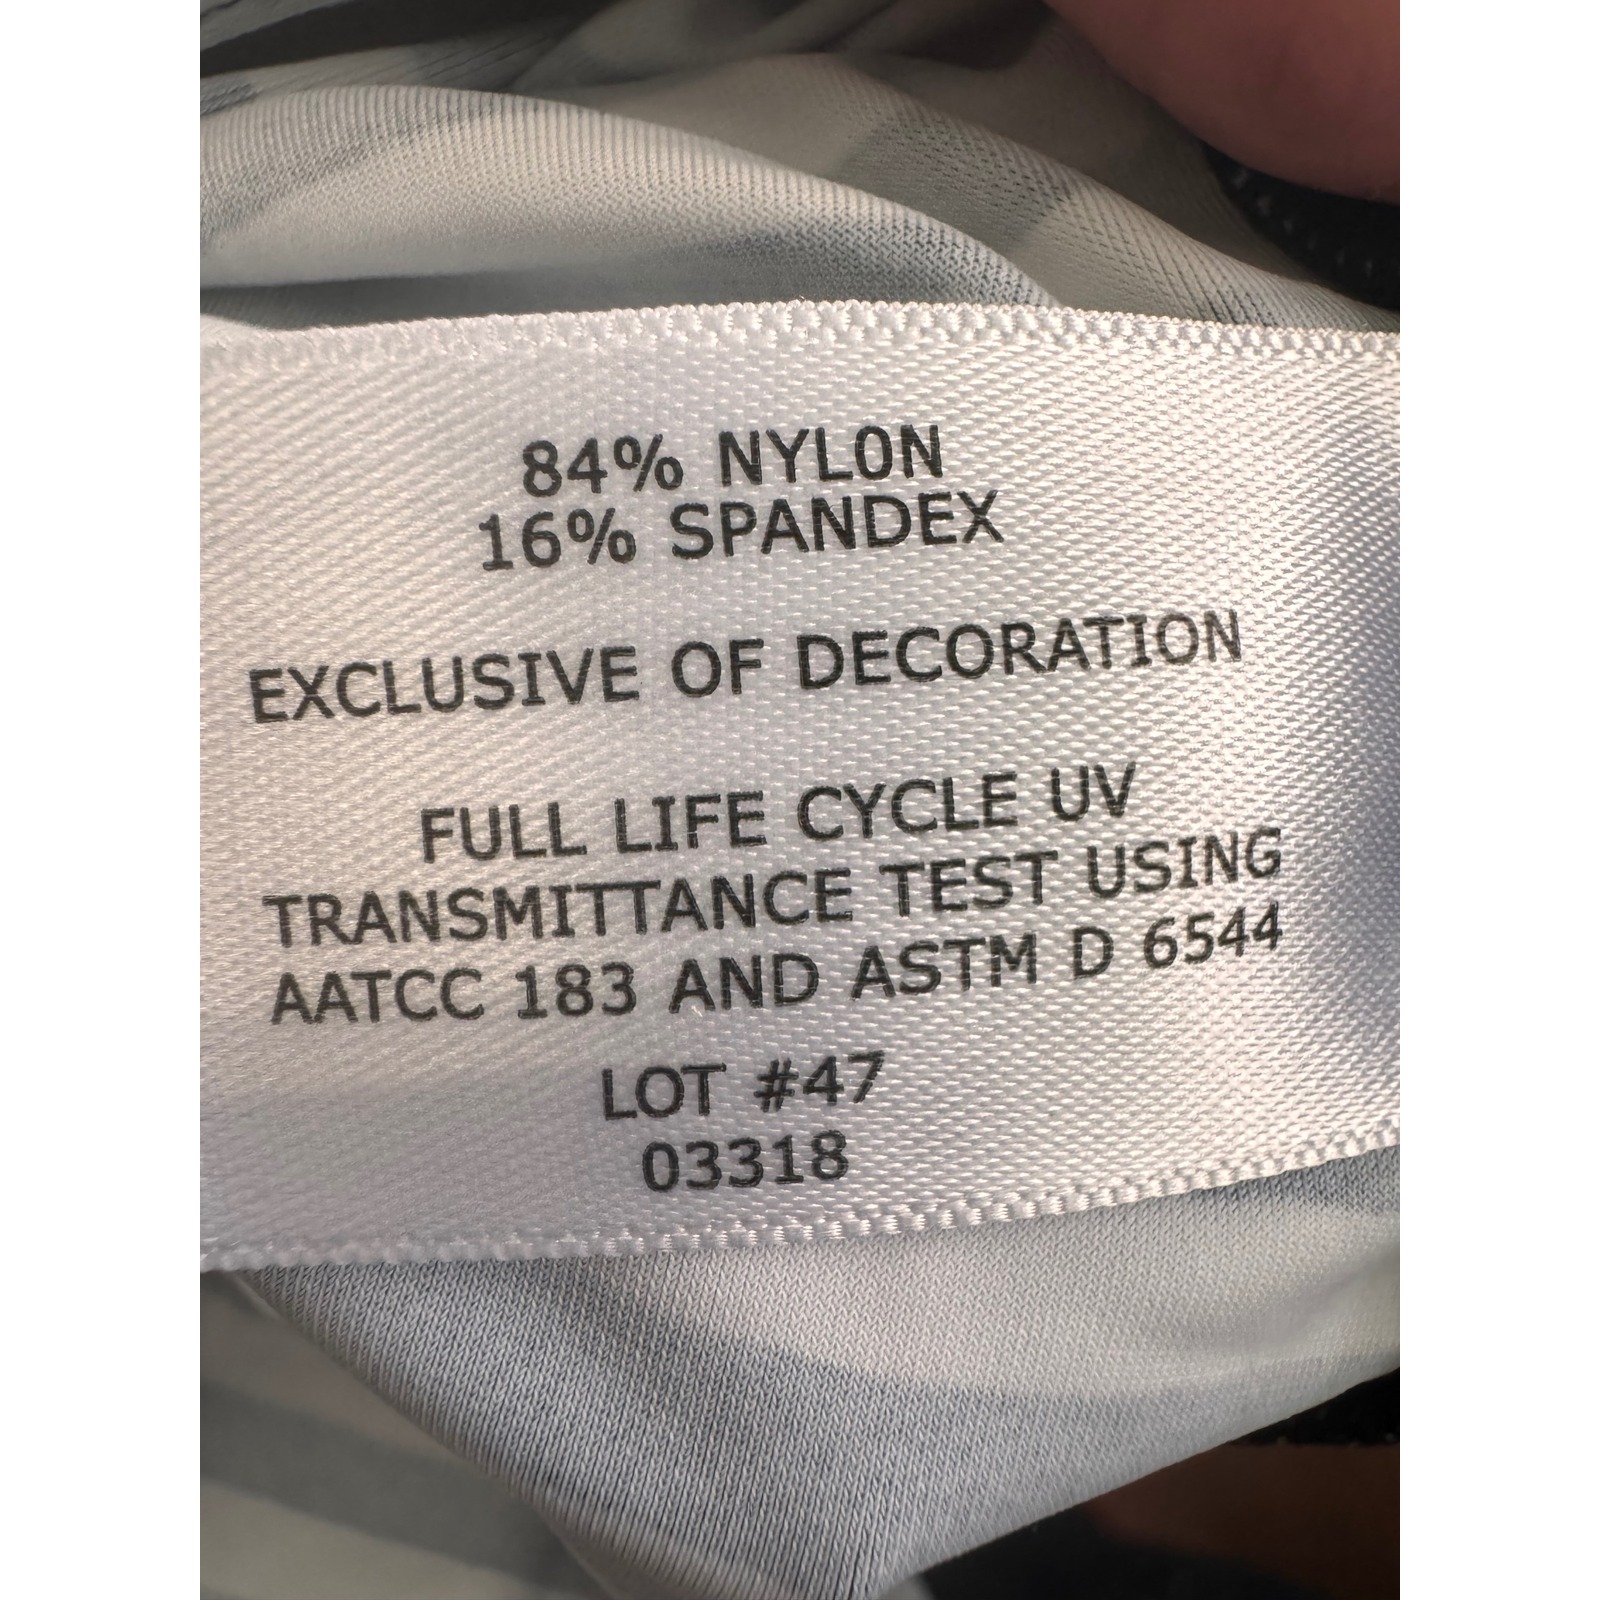 84% NYLON
16% SPANDEX
EXCLUSIVE OF DECORATION
FULL LIFE CYCLE UV
TRANSMITTANCE TEST USING
AATCC 183 AND ASTM D 6544
LOT #47
03318